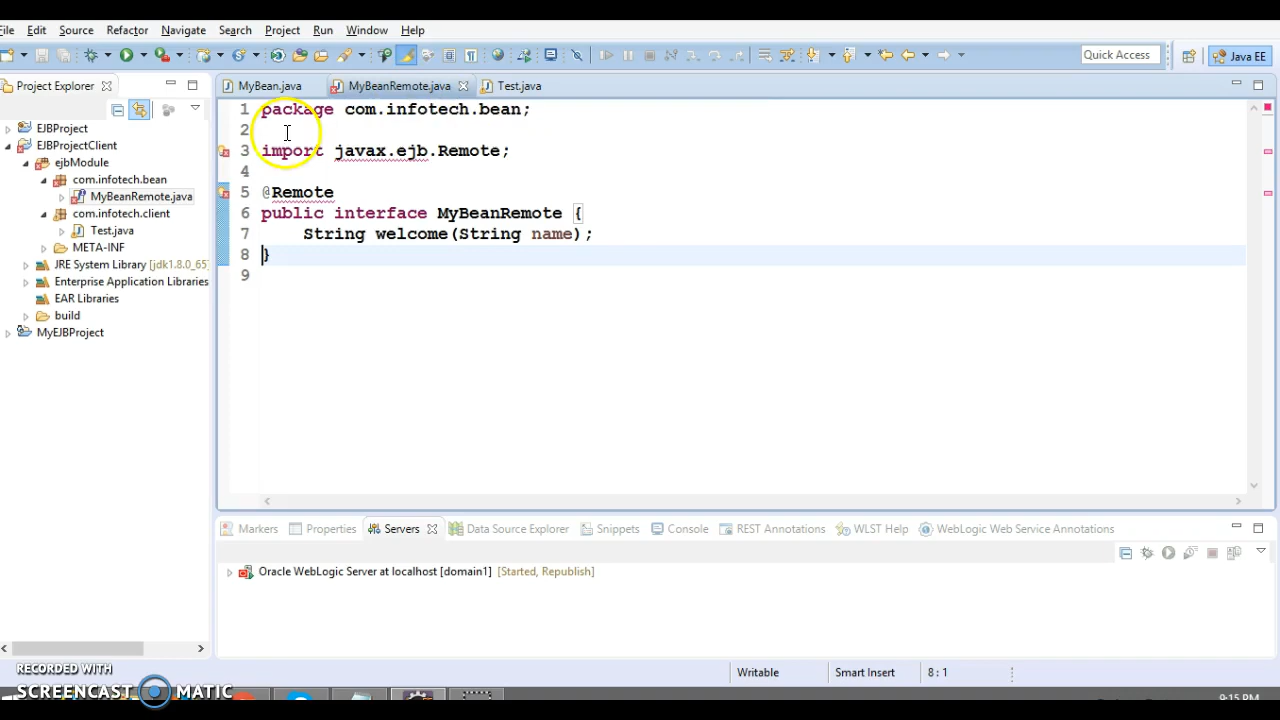 File Edit Source Refactor Navigate Search Project Run Window Help
Quick Access Java EE
Project Explorer
MyBean.java MyBeanRemote.java Test.java
EJBProject
EJBProjectClient
ejbModule
com.infotech.bean
MyBeanRemote.java
com.infotech.client
Test.java
META-INF
JRE System Library [jdk1.8.0_65]
Enterprise Application Libraries
EAR Libraries
build
MyEJBProject
1 package com.infotech.bean;
2
3 import javax.ejb.Remote;
4
5 @Remote
6 public interface MyBeanRemote {
7 String welcome(String name);
8 }
9
Markers Properties Servers Data Source Explorer Snippets Console REST Annotations WLST Help WebLogic Web Service Annotations
Oracle WebLogic Server at localhost [domain1] [Started, Republish]
Writable Smart Insert 8 : 1
RECORDED WITH
SCREENCAST MATIC
9:15 PM